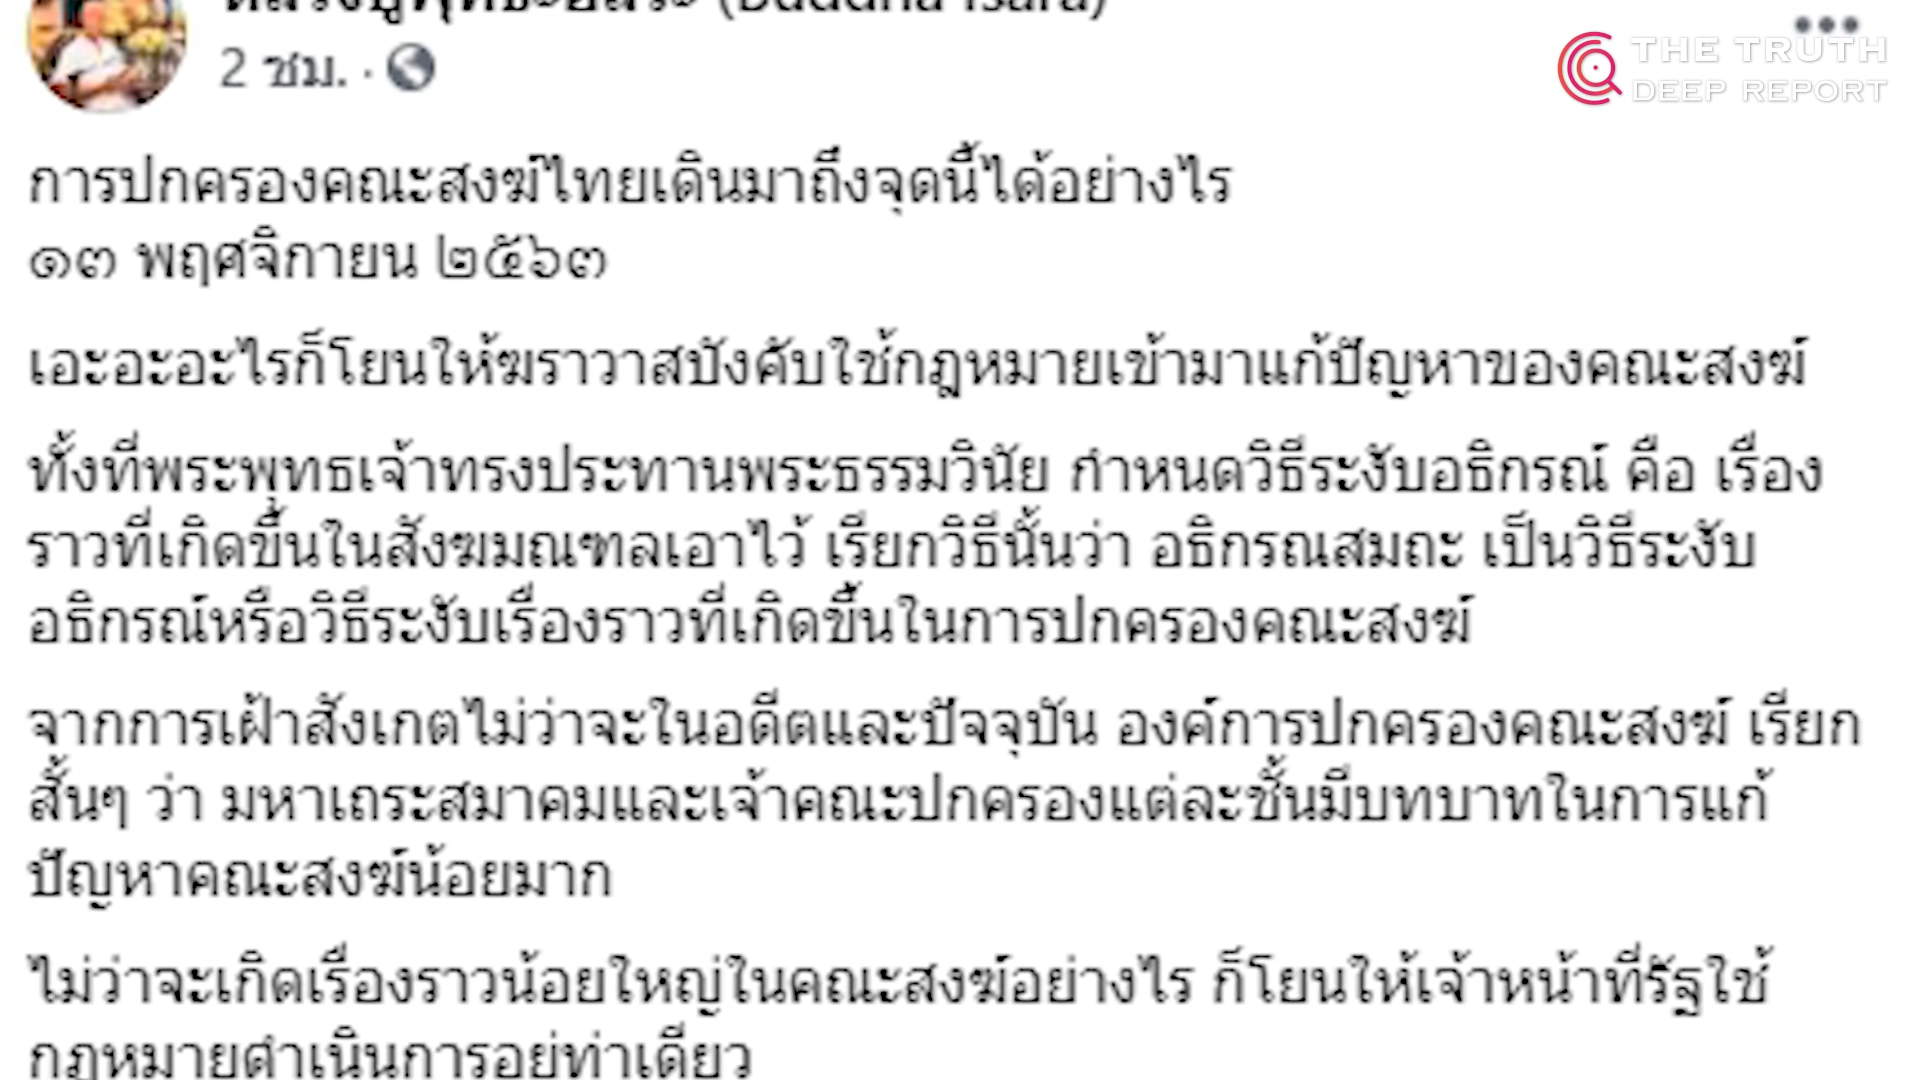 หลวงปู่พุทธะอิสระ (Buddha Isara)
2 ชม. ·
THE TRUTH
DEEP REPORT
การปกครองคณะสงฆ์ไทยเดินมาถึงจุดนี้ได้อย่างไร
๑๓ พฤศจิกายน ๒๕๖๓
เอะอะอะไรก็โยนให้ฆราวาสบังคับใช้กฎหมายเข้ามาแก้ปัญหาของคณะสงฆ์
ทั้งที่พระพุทธเจ้าทรงประทานพระธรรมวินัย กำหนดวิธีระงับอธิกรณ์ คือ เรื่อง
ราวที่เกิดขึ้นในสังฆมณฑลเอาไว้ เรียกวิธีนั้นว่า อธิกรณสมถะ เป็นวิธีระงับ
อธิกรณ์หรือวิธีระงับเรื่องราวที่เกิดขึ้นในการปกครองคณะสงฆ์
จากการเฝ้าสังเกตไม่ว่าจะในอดีตและปัจจุบัน องค์การปกครองคณะสงฆ์ เรียก
สั้นๆ ว่า มหาเถระสมาคมและเจ้าคณะปกครองแต่ละชั้นมีบทบาทในการแก้
ปัญหาคณะสงฆ์น้อยมาก
ไม่ว่าจะเกิดเรื่องราวน้อยใหญ่ในคณะสงฆ์อย่างไร ก็โยนให้เจ้าหน้าที่รัฐใช้
กฎหมายดำเนินการอยู่ท่าเดียว